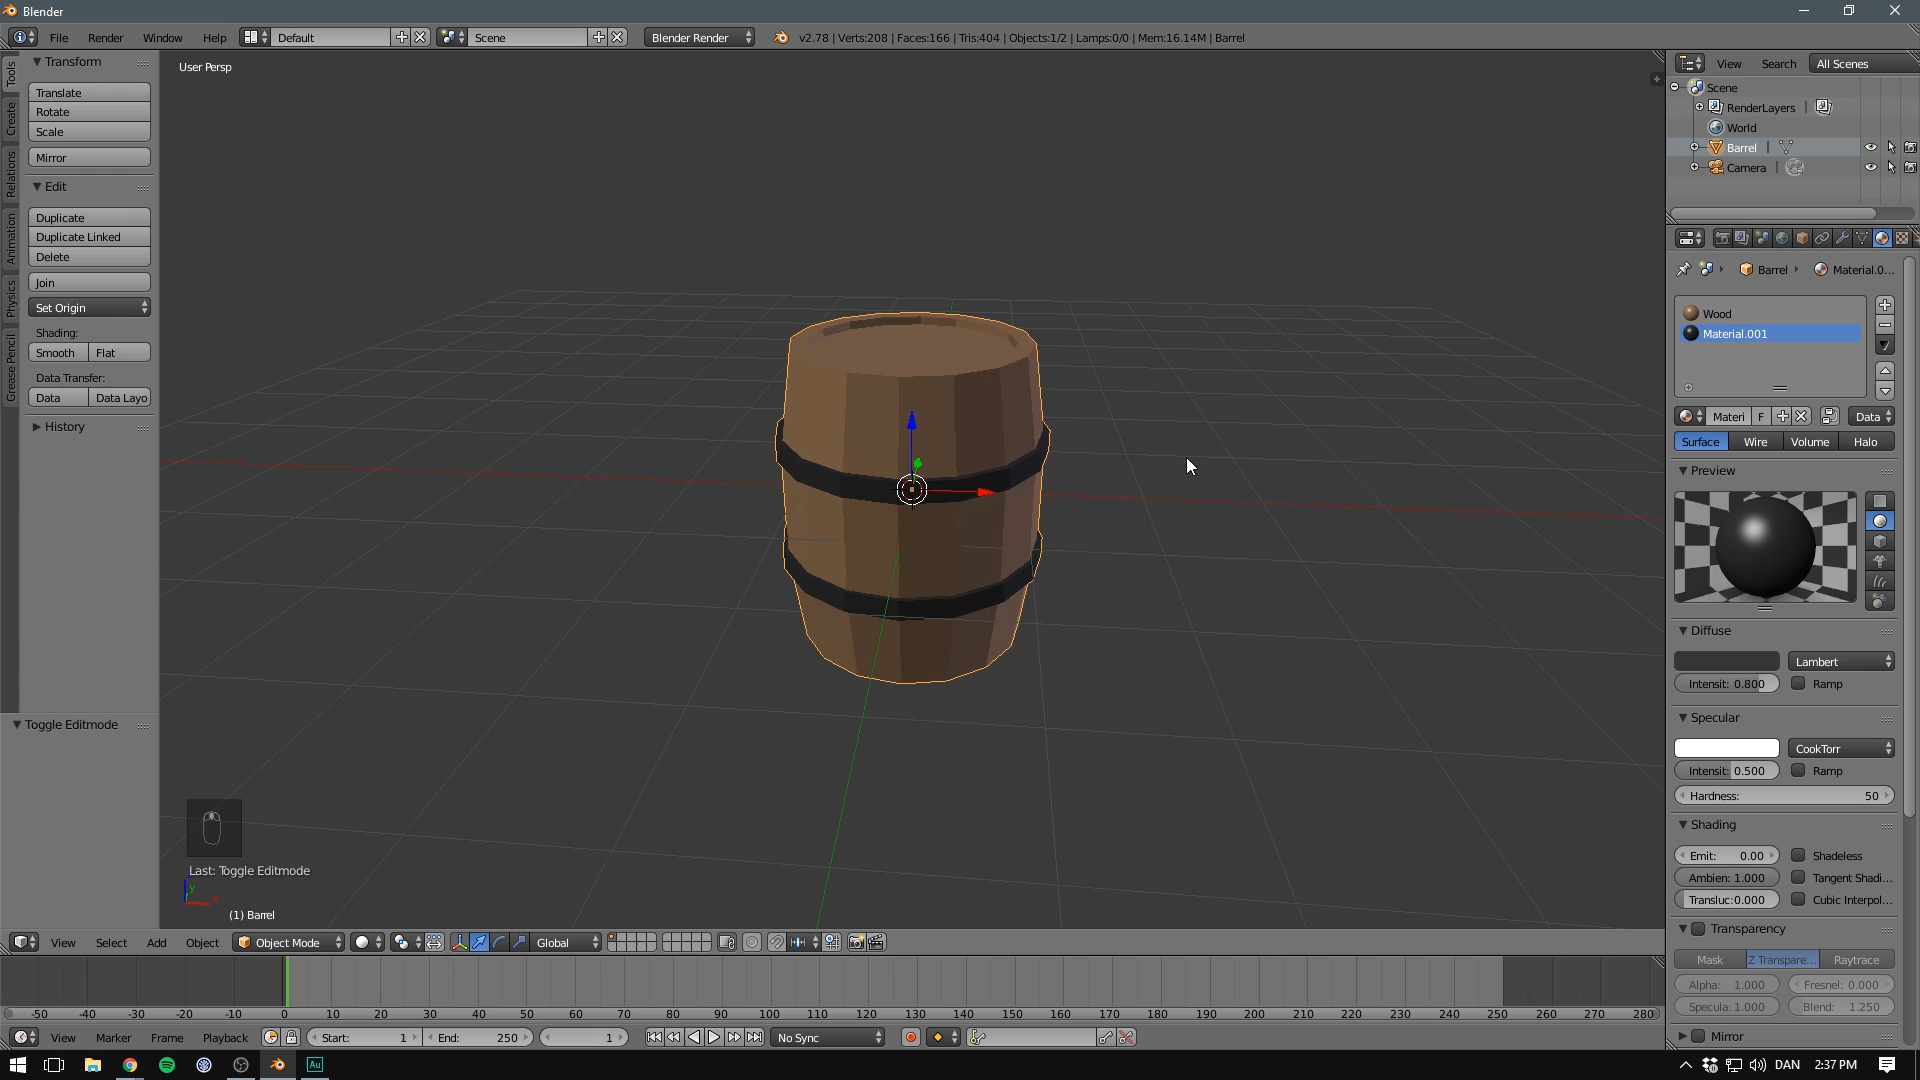 Blender
File Render Window Help Default Scene Blender Render v2.78 | Verts:208 | Faces:166 | Tris:404 | Objects:1/2 | Lamps:0/0 | Mem:16.14M | Barrel
Tools
Create
Relations
Animation
Physics
Grease Pencil
Transform
Translate
Rotate
Scale
Mirror
Edit
Duplicate
Duplicate Linked
Delete
Join
Set Origin
Shading:
Smooth Flat
Data Transfer:
Data Data Layo
History
Toggle Editmode
User Persp
Last: Toggle Editmode
y
x
(1) Barrel
View Select Add Object Object Mode Global
-50 -40 -30 -20 -10 0 10 20 30 40 50 60 70 80 90 100 110 120 130 140 150 160 170 180 190 200 210 220 230 240 250 260 270 280
View Marker Frame Playback Start: 1 End: 250 1 No Sync
View Search All Scenes
Scene
RenderLayers |
World
Barrel |
Camera |
Barrel Material.0...
Wood
Material.001
Materi F Data
Surface Wire Volume Halo
Preview
Diffuse
Lambert
Intensit: 0.800 Ramp
Specular
CookTorr
Intensit: 0.500 Ramp
Hardness: 50
Shading
Emit: 0.00 Shadeless
Ambien: 1.000 Tangent Shadi...
Transluc:0.000 Cubic Interpol...
Transparency
Mask Z Transpare... Raytrace
Alpha: 1.000 Fresnel: 0.000
Specula: 1.000 Blend: 1.250
Mirror
Au DAN 2:37 PM